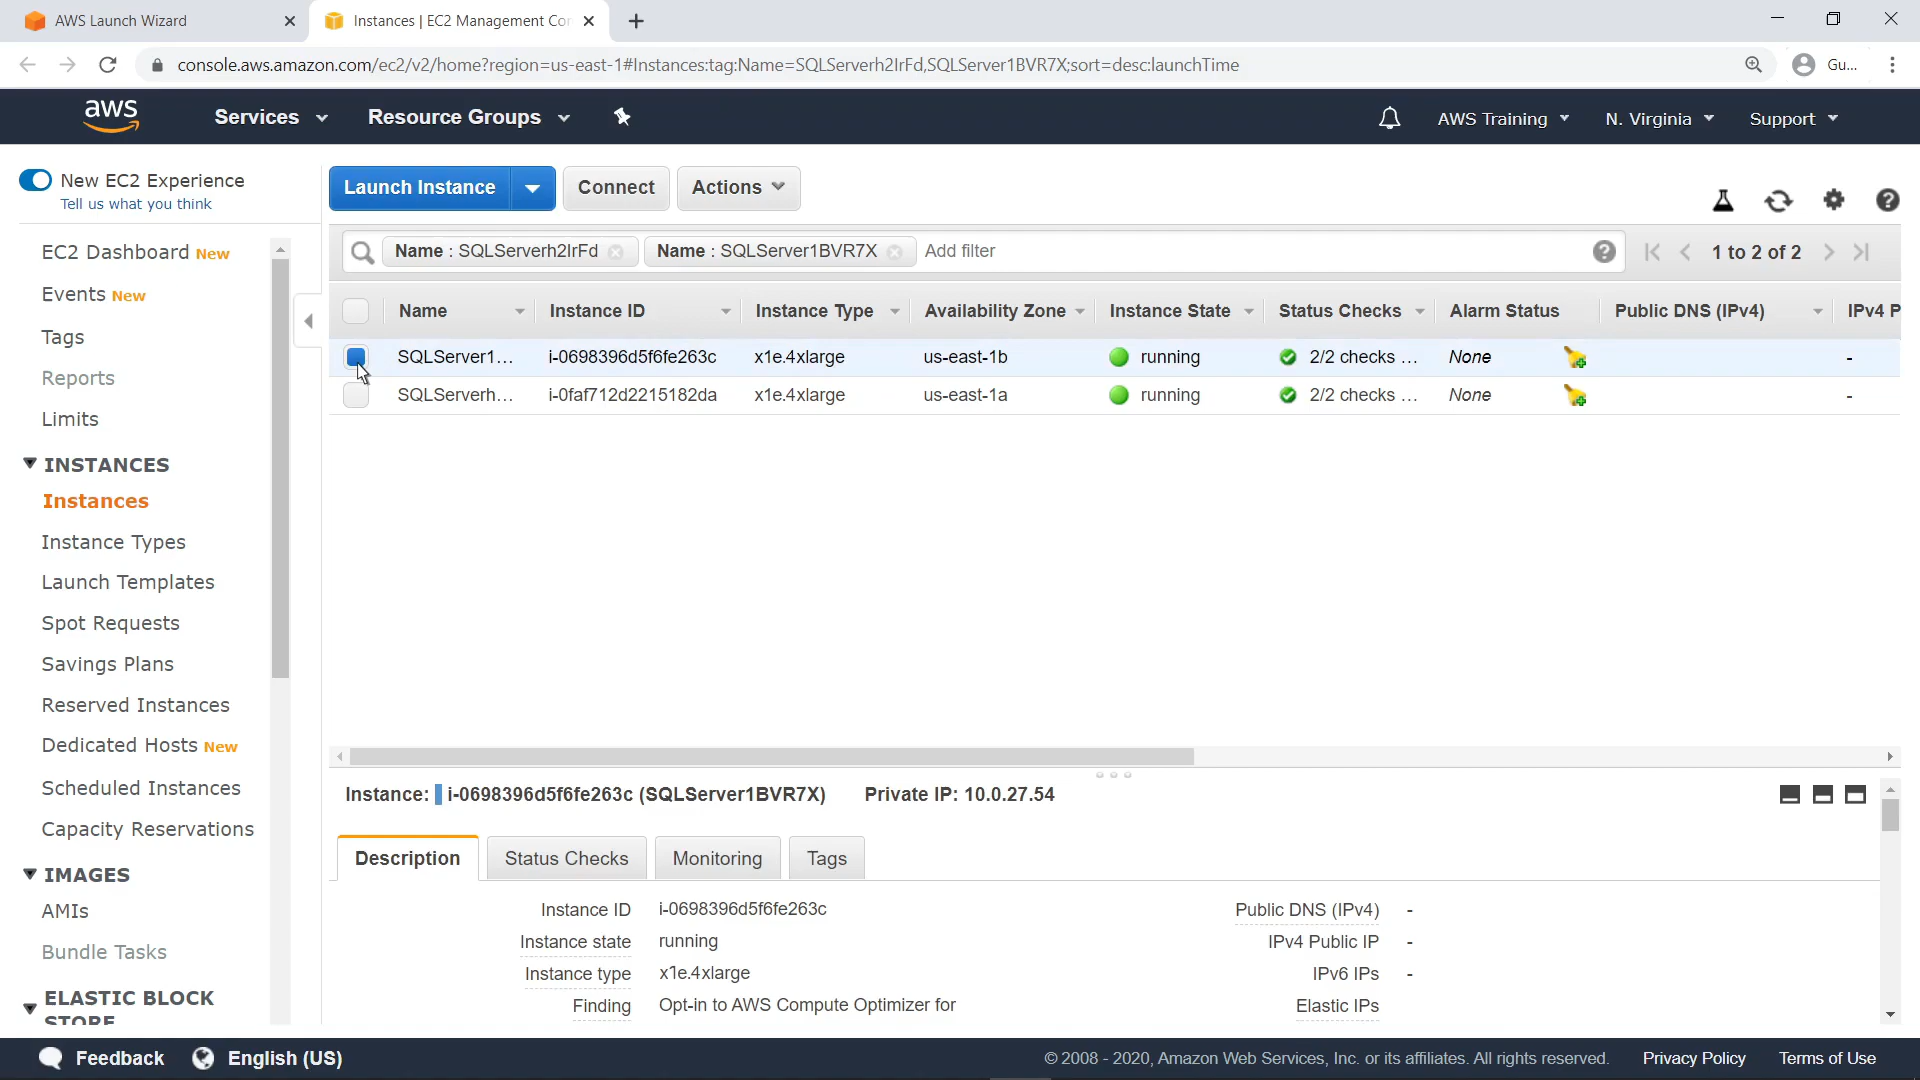 AWS Launch Wizard
Instances | EC2 Management Con
console.aws.amazon.com/ec2/v2/home?region=us-east-1#Instances:tag:Name=SQLServerh2lrFd,SQLServer1BVR7X;sort=desc:launchTime
Gu...
aws Services Resource Groups AWS Training N. Virginia Support
New EC2 Experience
Tell us what you think
EC2 Dashboard New
Events New
Tags
Reports
Limits
INSTANCES
Instances
Instance Types
Launch Templates
Spot Requests
Savings Plans
Reserved Instances
Dedicated Hosts New
Scheduled Instances
Capacity Reservations
IMAGES
AMIs
Bundle Tasks
ELASTIC BLOCK
STORE
Launch Instance Connect Actions
Name : SQLServerh2lrFd Name : SQLServer1BVR7X Add filter 1 to 2 of 2
Name Instance ID Instance Type Availability Zone Instance State Status Checks Alarm Status Public DNS (IPv4) IPv4 P
SQLServer1... i-0698396d5f6fe263c x1e.4xlarge us-east-1b running 2/2 checks ... None -
SQLServerh... i-0faf712d2215182da x1e.4xlarge us-east-1a running 2/2 checks ... None -
Instance: i-0698396d5f6fe263c (SQLServer1BVR7X) Private IP: 10.0.27.54
Description Status Checks Monitoring Tags
Instance ID i-0698396d5f6fe263c Public DNS (IPv4) -
Instance state running IPv4 Public IP -
Instance type x1e.4xlarge IPv6 IPs -
Finding Opt-in to AWS Compute Optimizer for Elastic IPs
Feedback English (US) © 2008 - 2020, Amazon Web Services, Inc. or its affiliates. All rights reserved. Privacy Policy Terms of Use